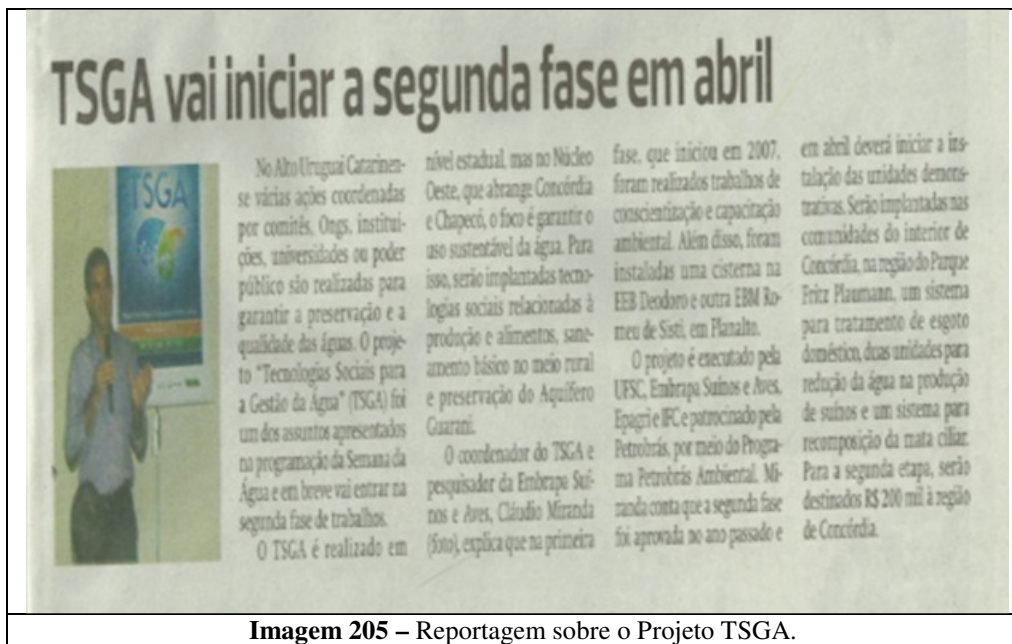 TSGA vai iniciar a segunda fase em abril
TSGA
No Alto Uruguai Catarinen-
se várias ações coordenadas
por comitês, Ongs, institui-
ções, universidades ou poder
público são realizadas para
garantir a preservação e a
qualidade das águas. O proje-
to "Tecnologias Sociais para
a Gestão da Água" (TSGA) foi
um dos assuntos apresentados
na programação da Semana da
Água e em breve vai entrar na
segunda fase de trabalhos.
O TSGA é realizado em
nível estadual, mas no Núcleo
Oeste, que abrange Concórdia
e Chapecó, o foco é garantir o
uso sustentável da água. Para
isso, serão implantadas tecno-
logias sociais relacionadas à
produção e alimentos, sane-
amento básico no meio rural
e preservação do Aquífero
Guarani.
O coordenador do TSGA e
pesquisador da Embrapa Suí-
nos e Aves, Cláudio Miranda
(foto), explica que na primeira
fase, que iniciou em 2007,
foram realizados trabalhos de
conscientização e capacitação
ambiental. Além disso, foram
instaladas uma cisterna na
EEB Deodoro e outra EBM Ro-
meu de Sisti, em Planalto.
O projeto é executado pela
UFSC, Embrapa Suínos e Aves,
Epagri e IFC e patrocinado pela
Petrobrás, por meio do Progra-
ma Petrobrás Ambiental. Mi-
randa conta que a segunda fase
foi aprovada no ano passado e
em abril deverá iniciar a ins-
talação das unidades demons-
trativas. Serão implantadas nas
comunidades do interior de
Concórdia, na região do Parque
Fritz Plaumann, um sistema
para tratamento de esgoto
doméstico, duas unidades para
redução da água na produção
de suínos e um sistema para
recomposição da mata ciliar.
Para a segunda etapa, serão
destinados R$ 200 mil à região
de Concórdia.
Imagem 205 – Reportagem sobre o Projeto TSGA.